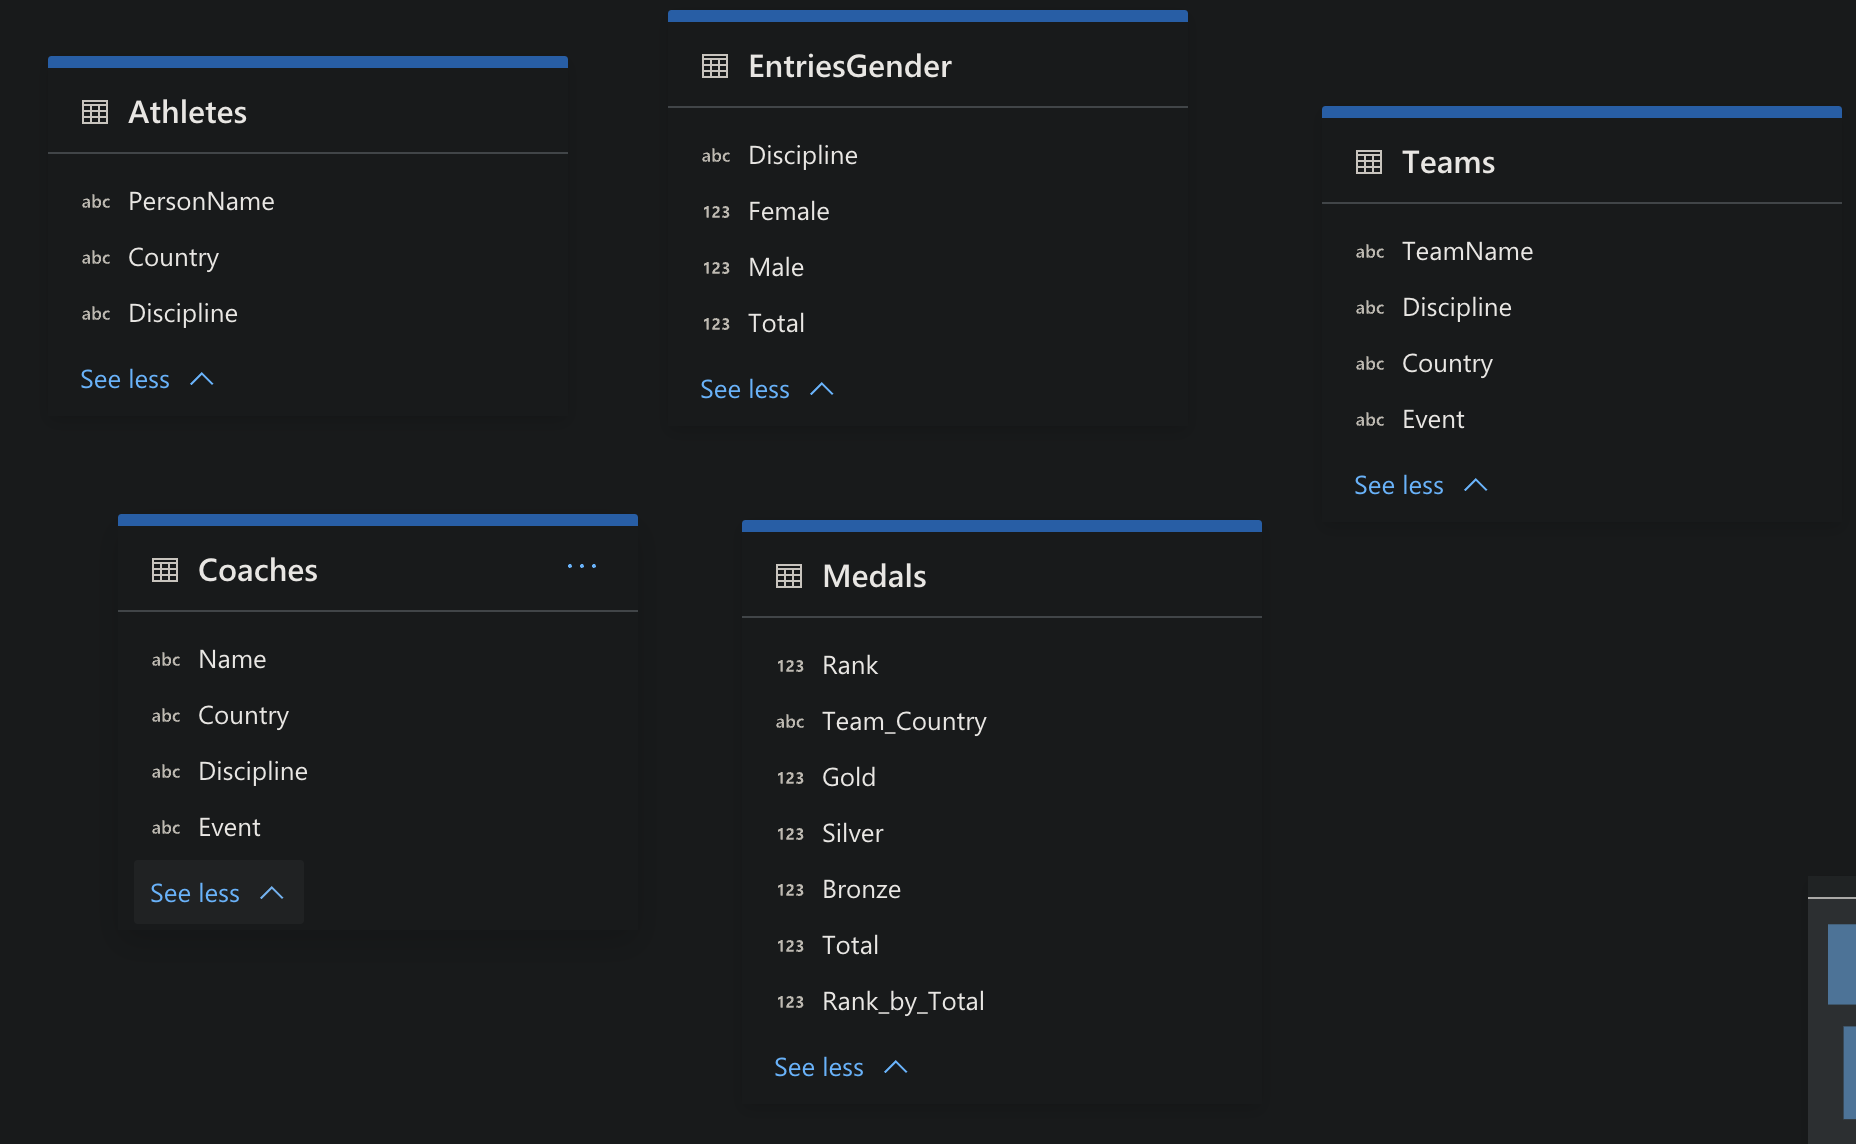 Athletes
abc PersonName
abc Country
abc Discipline
See less
EntriesGender
abc Discipline
123 Female
123 Male
123 Total
See less
Teams
abc TeamName
abc Discipline
abc Country
abc Event
See less
Coaches ...
abc Name
abc Country
abc Discipline
abc Event
See less
Medals
123 Rank
abc Team_Country
123 Gold
123 Silver
123 Bronze
123 Total
123 Rank_by_Total
See less